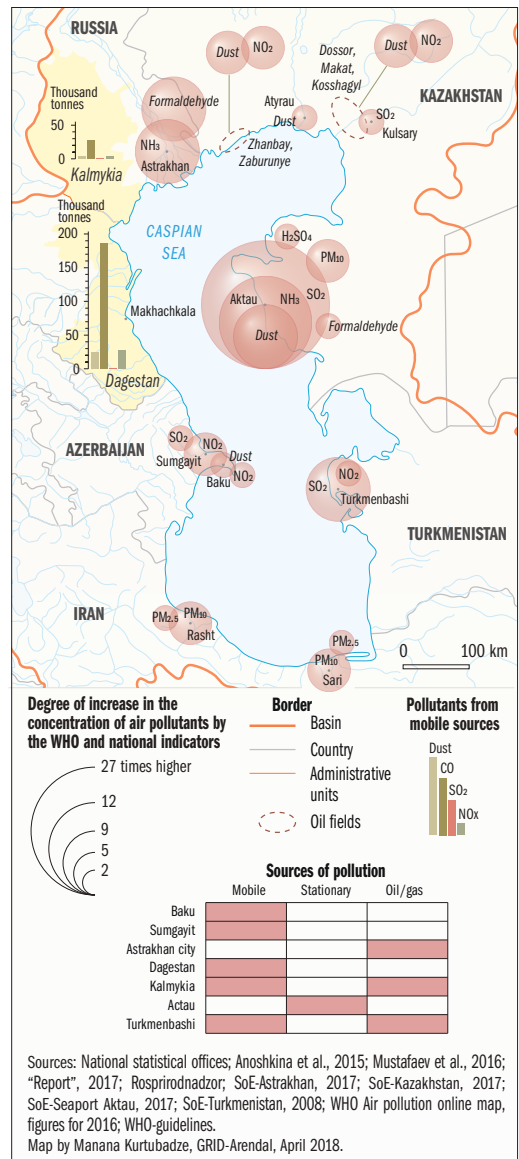 RUSSIA
Dust
NO2
Dossor,
Makat,
Kosshagyl
Dust
NO2
KAZAKHSTAN
Thousand
tonnes
50
0
Kalmykia
Formaldehyde
NH3
Astrakhan
Atyrau
Dust
SO2
Kulsary
Zhanbay,
Zaburunye
Thousand
tonnes
200
150
100
50
0
Dagestan
CASPIAN
SEA
Makhachkala
H2SO4
PM10
Aktau
NH3
SO2
Dust
Formaldehyde
AZERBAIJAN
SO2
NO2
Sumgayit
Dust
Baku
NO2
SO2
NO2
Turkmenbashi
TURKMENISTAN
IRAN
PM2.5
PM10
Rasht
PM2.5
PM10
Sari
0 100 km
Degree of increase in the
concentration of air pollutants by
the WHO and national indicators
27 times higher
12
9
5
2
Border
Basin
Country
Administrative
units
Oil fields
Pollutants from
mobile sources
Dust
CO
SO2
NOx
Sources of pollution
Mobile Stationary Oil/gas
Baku
Sumgayit
Astrakhan city
Dagestan
Kalmykia
Actau
Turkmenbashi
Sources: National statistical offices; Anoshkina et al., 2015; Mustafaev et al., 2016;
“Report”, 2017; Rosprirodnadzor; SoE-Astrakhan, 2017; SoE-Kazakhstan, 2017;
SoE-Seaport Aktau, 2017; SoE-Turkmenistan, 2008; WHO Air pollution online map,
figures for 2016; WHO-guidelines.
Map by Manana Kurtubadze, GRID-Arendal, April 2018.